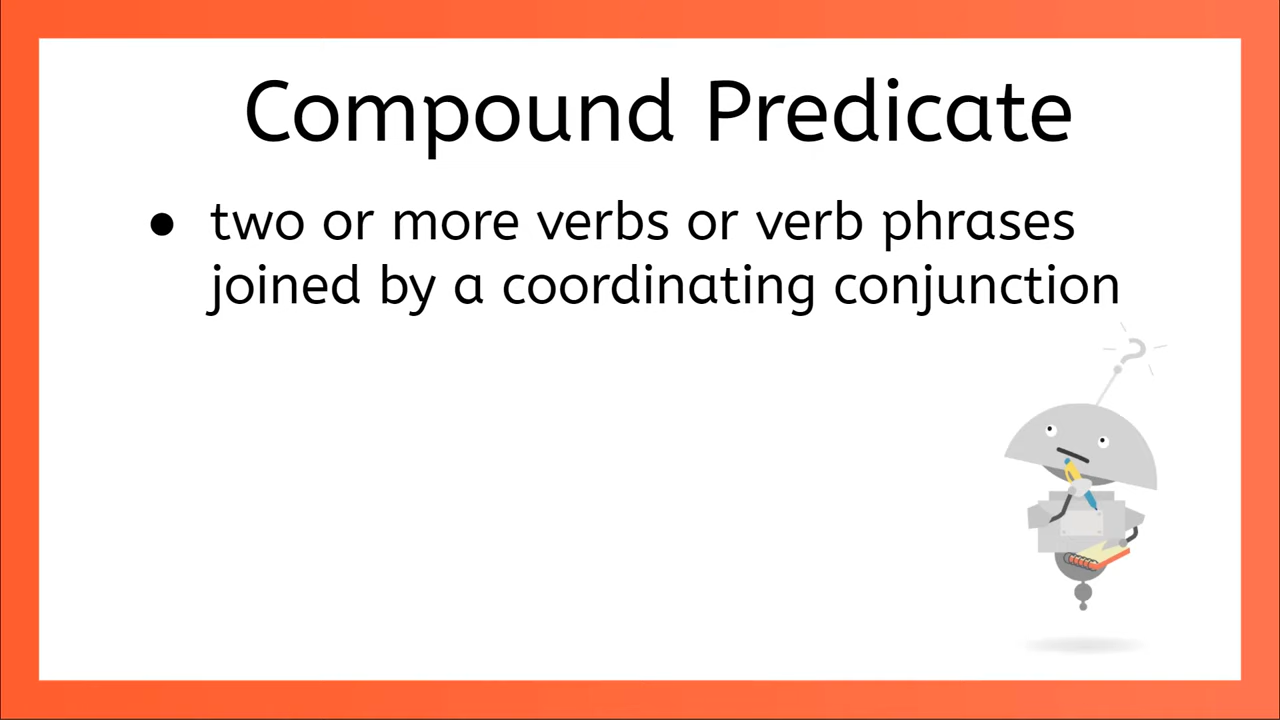 Compound Predicate
● two or more verbs or verb phrases
joined by a coordinating conjunction
?